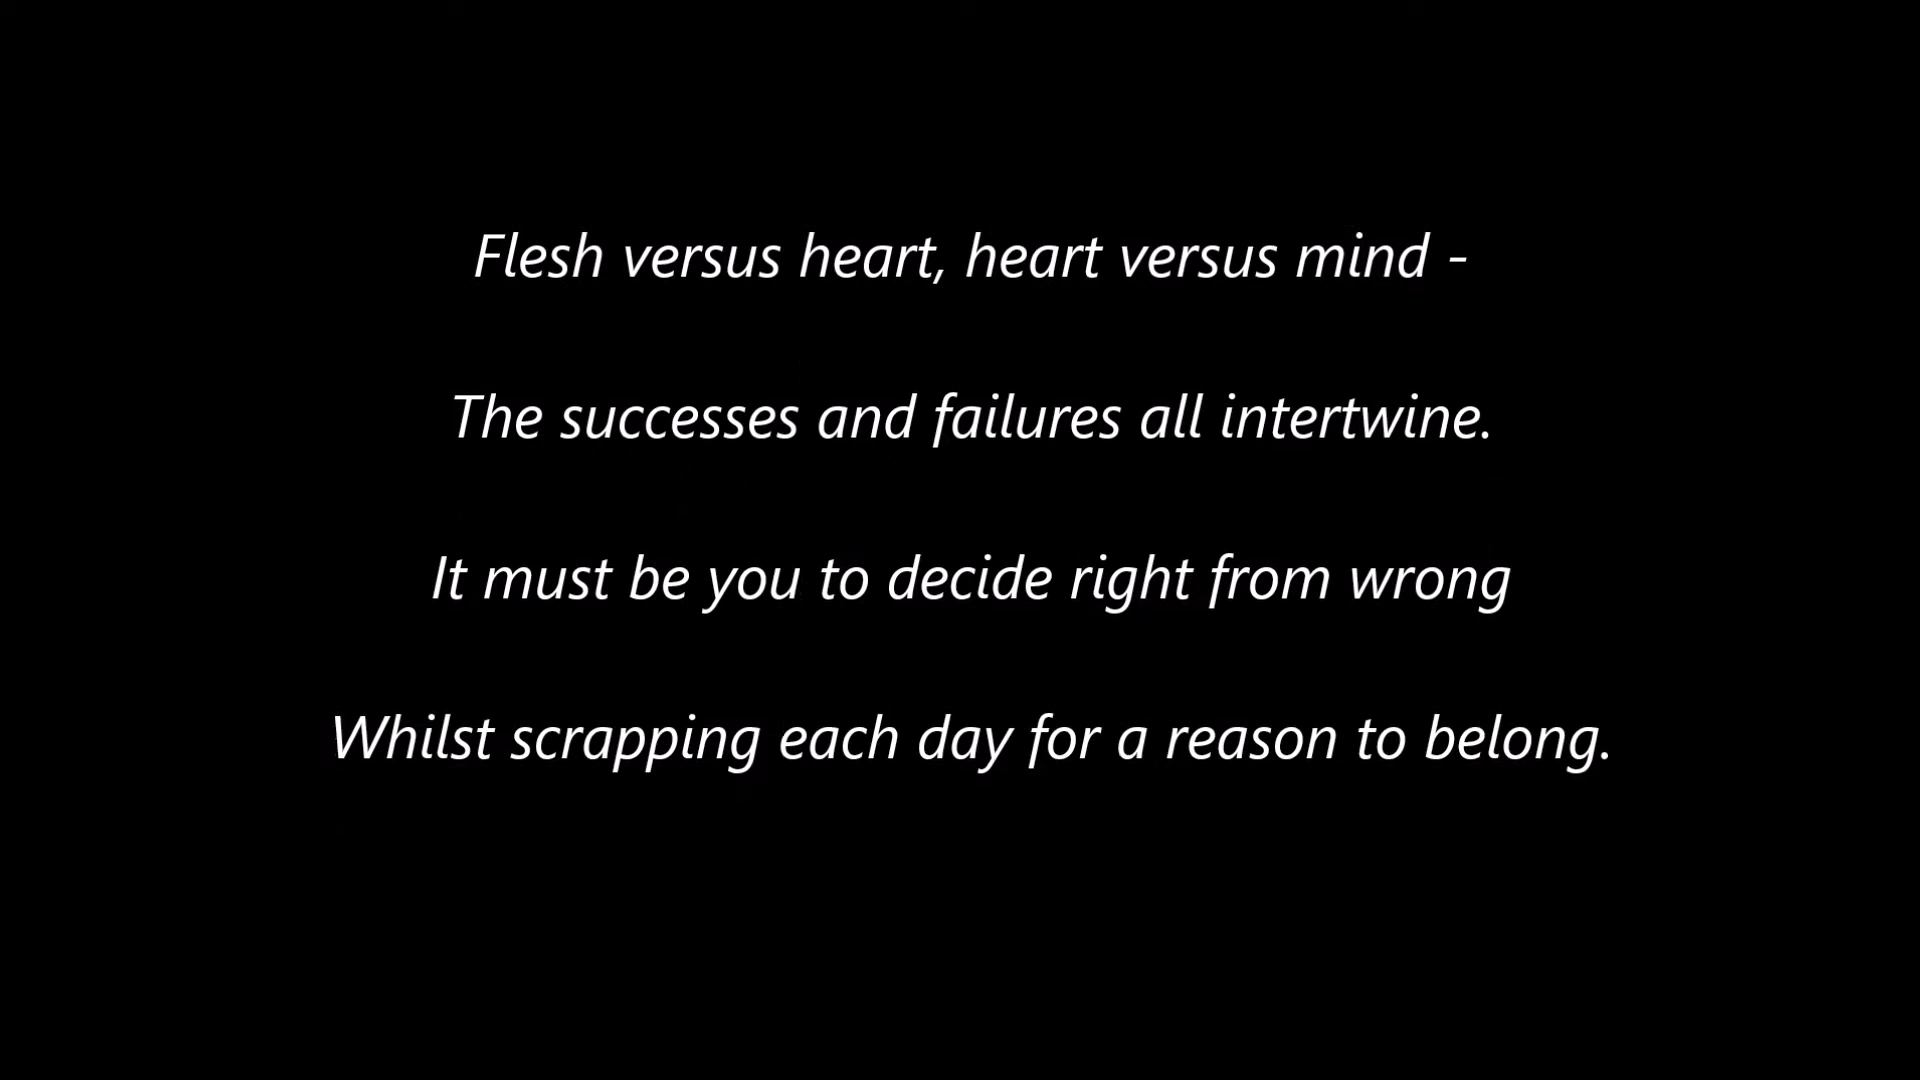 Flesh versus heart, heart versus mind -
The successes and failures all intertwine.
It must be you to decide right from wrong
Whilst scrapping each day for a reason to belong.